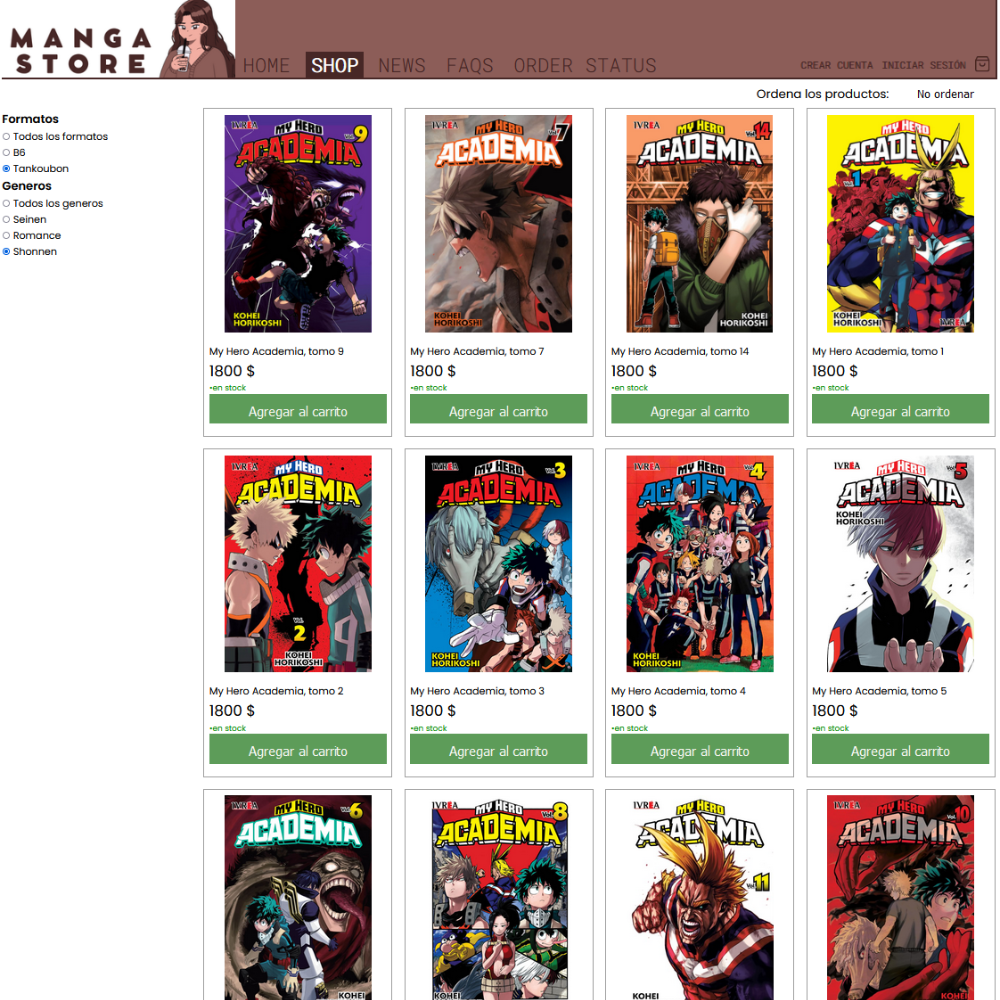 MANGA
STORE
HOME SHOP NEWS FAQS ORDER STATUS
CREAR CUENTA INICIAR SESIÓN
Ordena los productos: No ordenar
Formatos
Todos los formatos
B6
Tankoubon
Generos
Todos los generos
Seinen
Romance
Shonnen
IVREA
MY HERO
ACADEMIA
Vol. 9
KOHEI
HORIKOSHI
My Hero Academia, tomo 9
1800 $
•en stock
Agregar al carrito
IVREA
MY HERO
ACADEMIA
Vol. 7
KOHEI
HORIKOSHI
My Hero Academia, tomo 7
1800 $
•en stock
Agregar al carrito
IVREA
MY HERO
ACADEMIA
Vol. 14
KOHEI
HORIKOSHI
My Hero Academia, tomo 14
1800 $
•en stock
Agregar al carrito
MY HERO
ACADEMIA
Vol. 1
KOHEI
HORIKOSHI
IVREA
My Hero Academia, tomo 1
1800 $
•en stock
Agregar al carrito
IVREA
MY HERO
ACADEMIA
Vol. 2
KOHEI
HORIKOSHI
My Hero Academia, tomo 2
1800 $
•en stock
Agregar al carrito
IVREA
MY HERO
ACADEMIA
Vol. 3
KOHEI
HORIKOSHI
My Hero Academia, tomo 3
1800 $
•en stock
Agregar al carrito
IVREA
MY HERO
ACADEMIA
Vol. 4
KOHEI
HORIKOSHI
My Hero Academia, tomo 4
1800 $
•en stock
Agregar al carrito
IVREA
MY HERO
ACADEMIA
Vol. 5
KOHEI
HORIKOSHI
My Hero Academia, tomo 5
1800 $
•en stock
Agregar al carrito
IVREA
MY HERO
ACADEMIA
Vol. 6
KOHEI
IVREA
MY HERO
ACADEMIA
Vol. 8
KOHEI
IVREA
MY HERO
ACADEMIA
Vol. 11
KOHEI
IVREA
MY HERO
ACADEMIA
Vol. 10
KOHEI